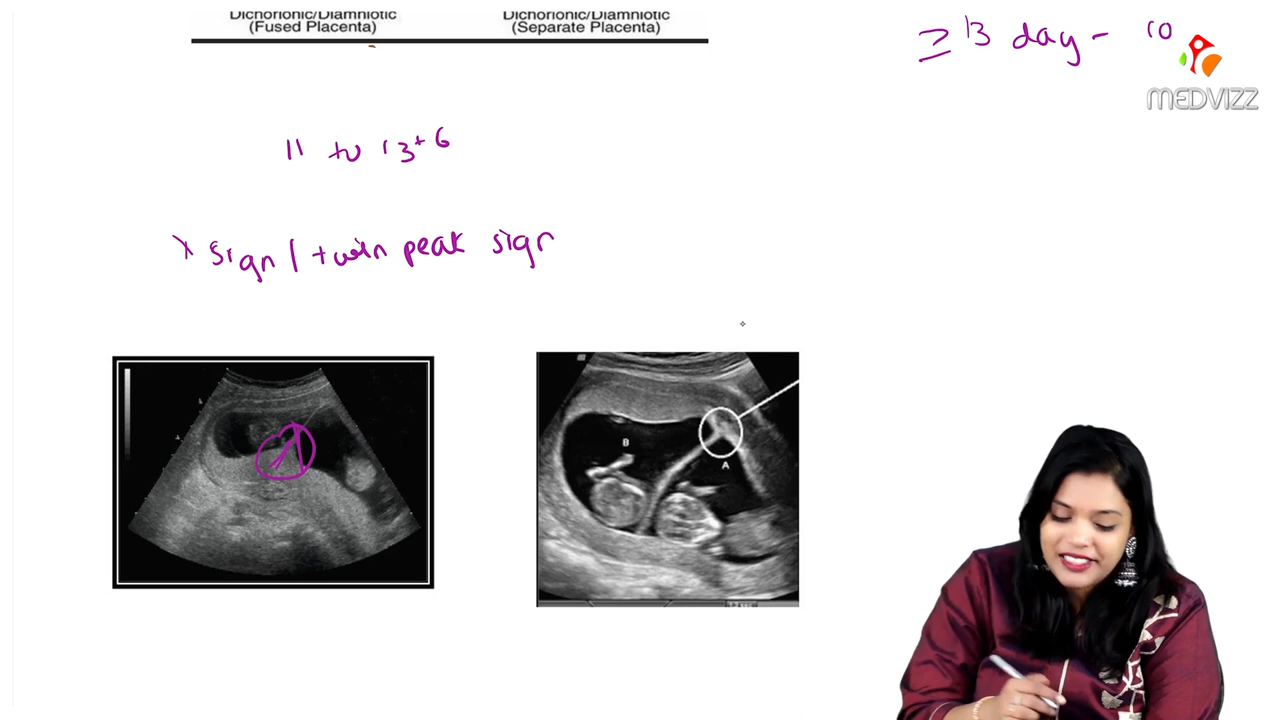 Dichorionic/Diamniotic
(Fused Placenta)
Dichorionic/Diamniotic
(Separate Placenta)
≥ 13 day - 10
MEDVIZZ
11 to 13+6
λ sign / twin peak sign
B
A